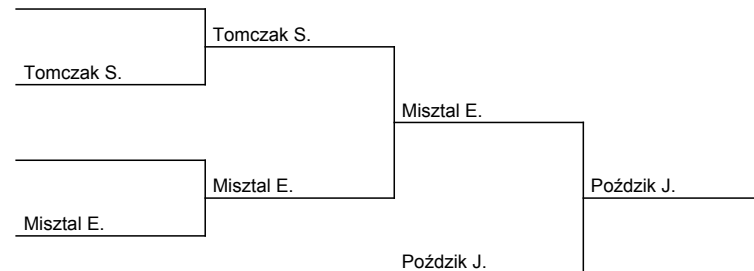 Tomczak S.
Tomczak S.
Misztal E.
Misztal E.
Poździk J.
Misztal E.
Poździk J.